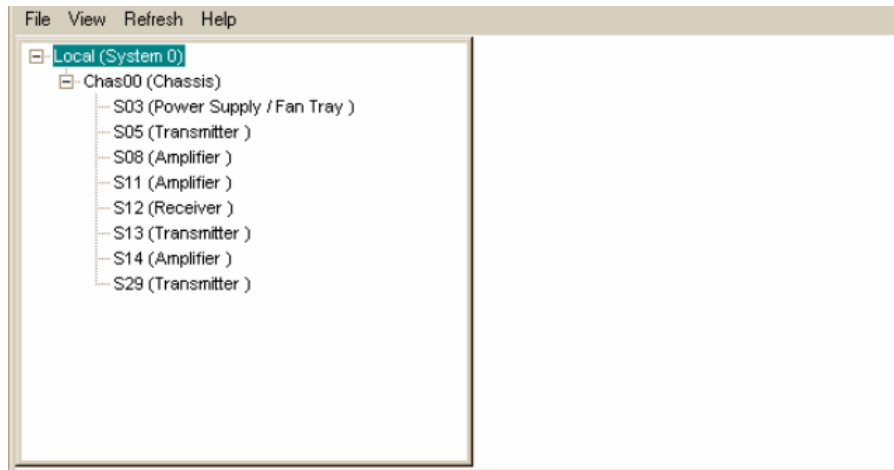 File View Refresh Help
Local (System 0)
Chas00 (Chassis)
S03 (Power Supply / Fan Tray )
S05 (Transmitter )
S08 (Amplifier )
S11 (Amplifier )
S12 (Receiver )
S13 (Transmitter )
S14 (Amplifier )
S29 (Transmitter )